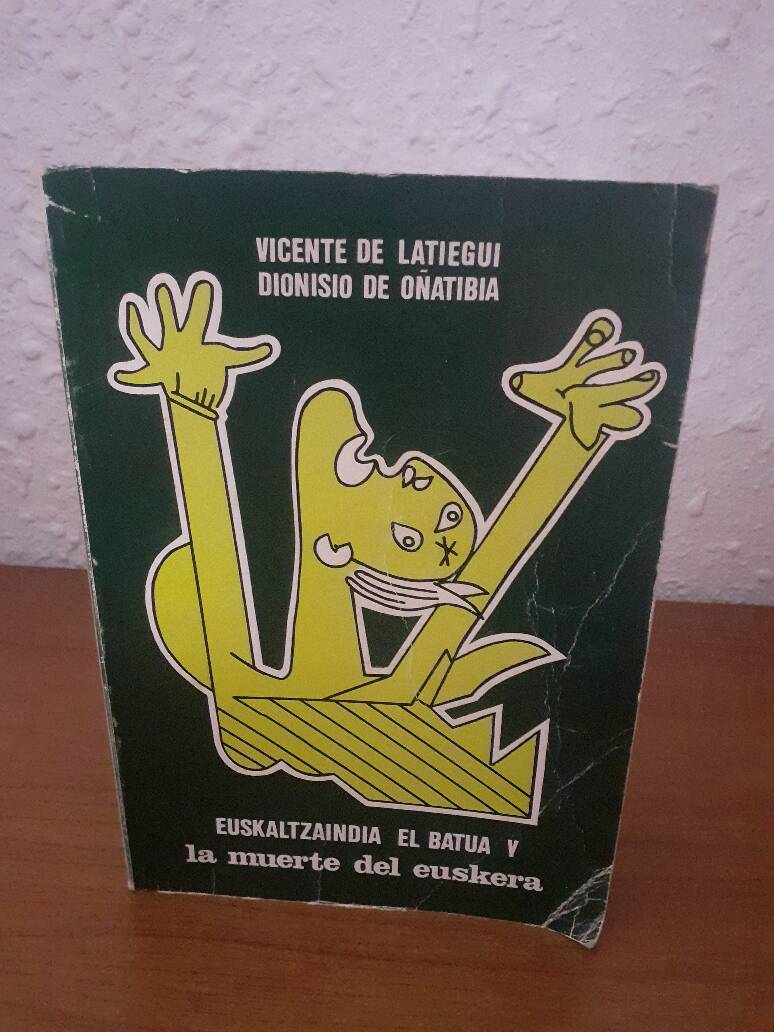 VICENTE DE LATIEGUI
DIONISIO DE OÑATIBIA
EUSKALTZAINDIA EL BATUA Y
la muerte del euskera